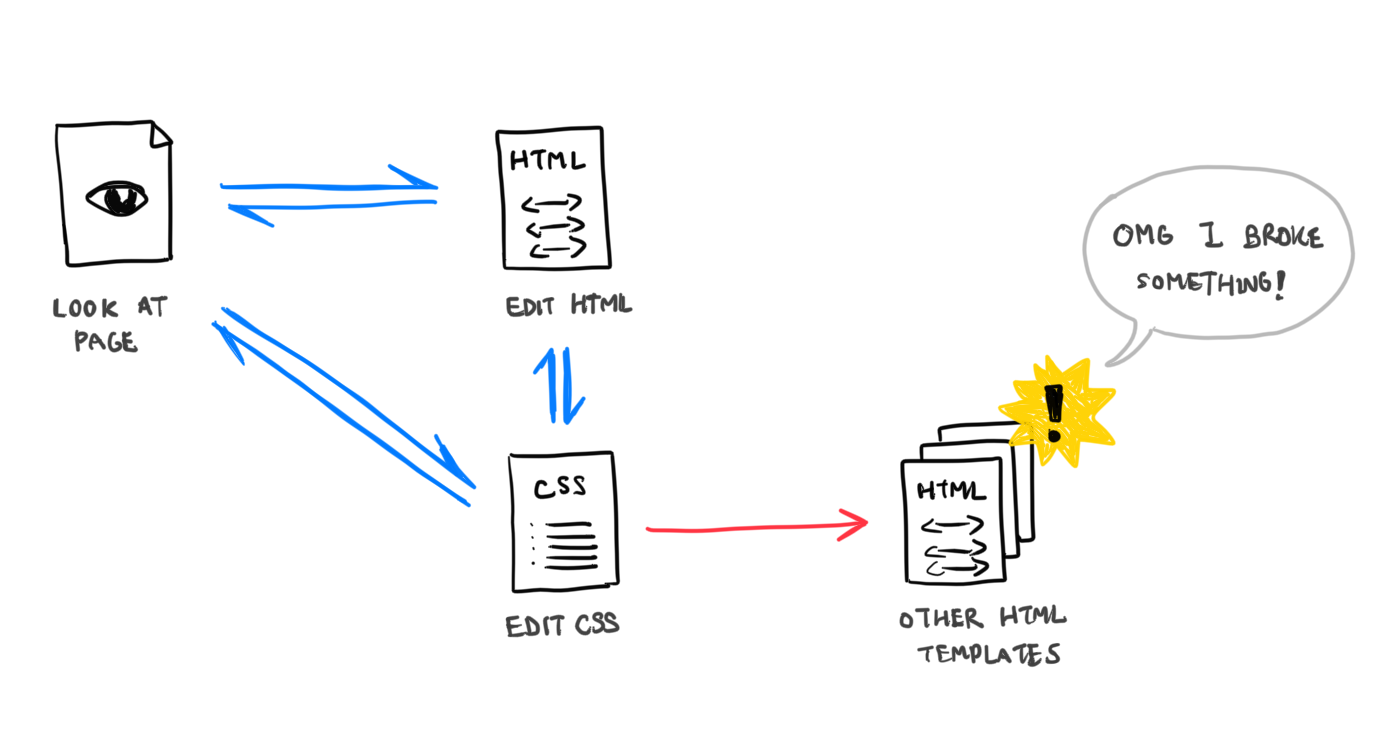 LOOK AT
PAGE
HTML
EDIT HTML
CSS
EDIT CSS
HTML
OTHER HTML
TEMPLATES
!
OMG I BROKE
SOMETHING!